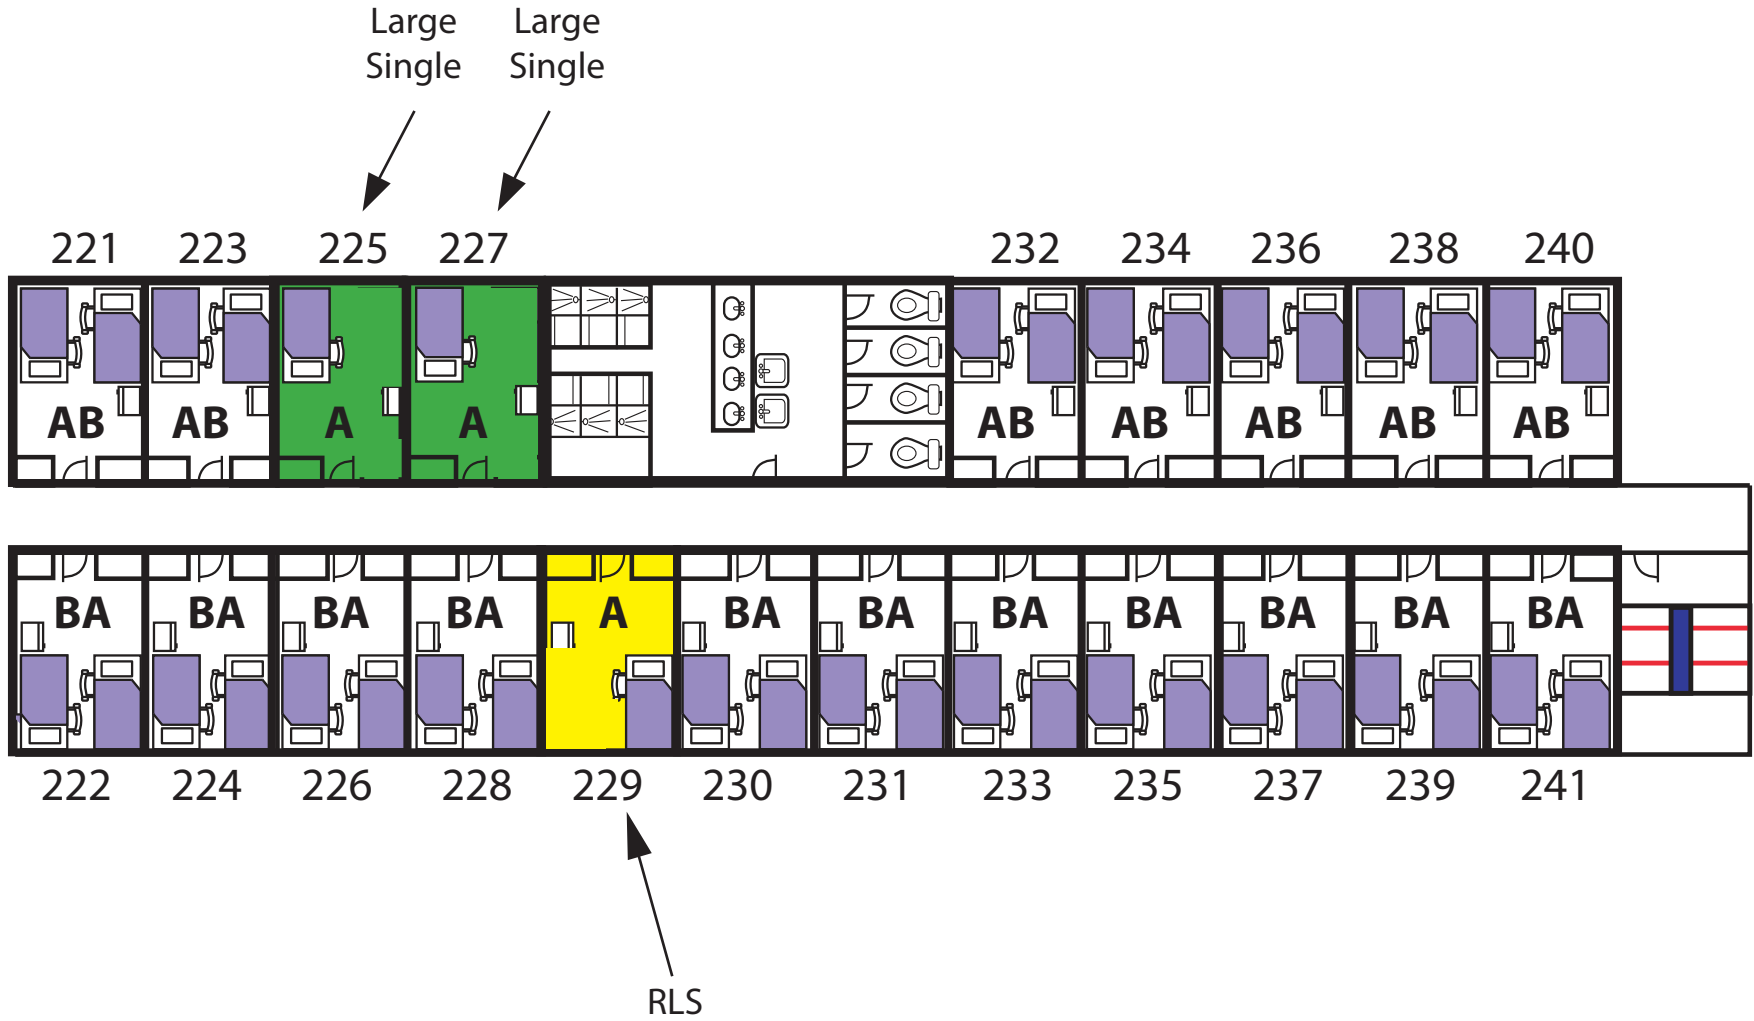 Large Single
Large Single
221 223 225 227 232 234 236 238 240
AB AB A A AB AB AB AB AB
BA BA BA BA A BA BA BA BA BA BA BA
222 224 226 228 229 230 231 233 235 237 239 241
RLS